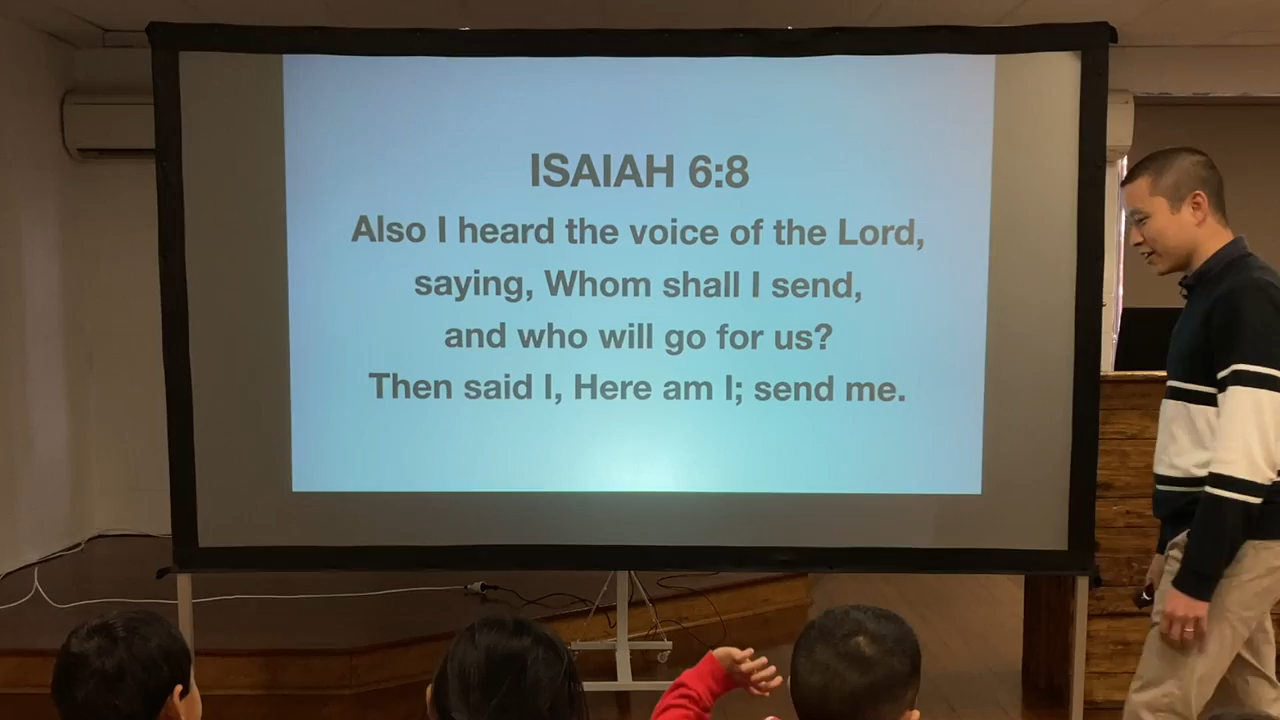 ISAIAH 6:8
Also I heard the voice of the Lord,
saying, Whom shall I send,
and who will go for us?
Then said I, Here am I; send me.